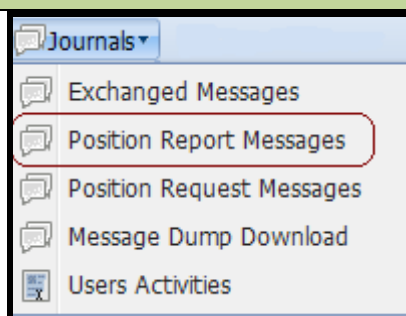 Journals
Exchanged Messages
Position Report Messages
Position Request Messages
Message Dump Download
Users Activities